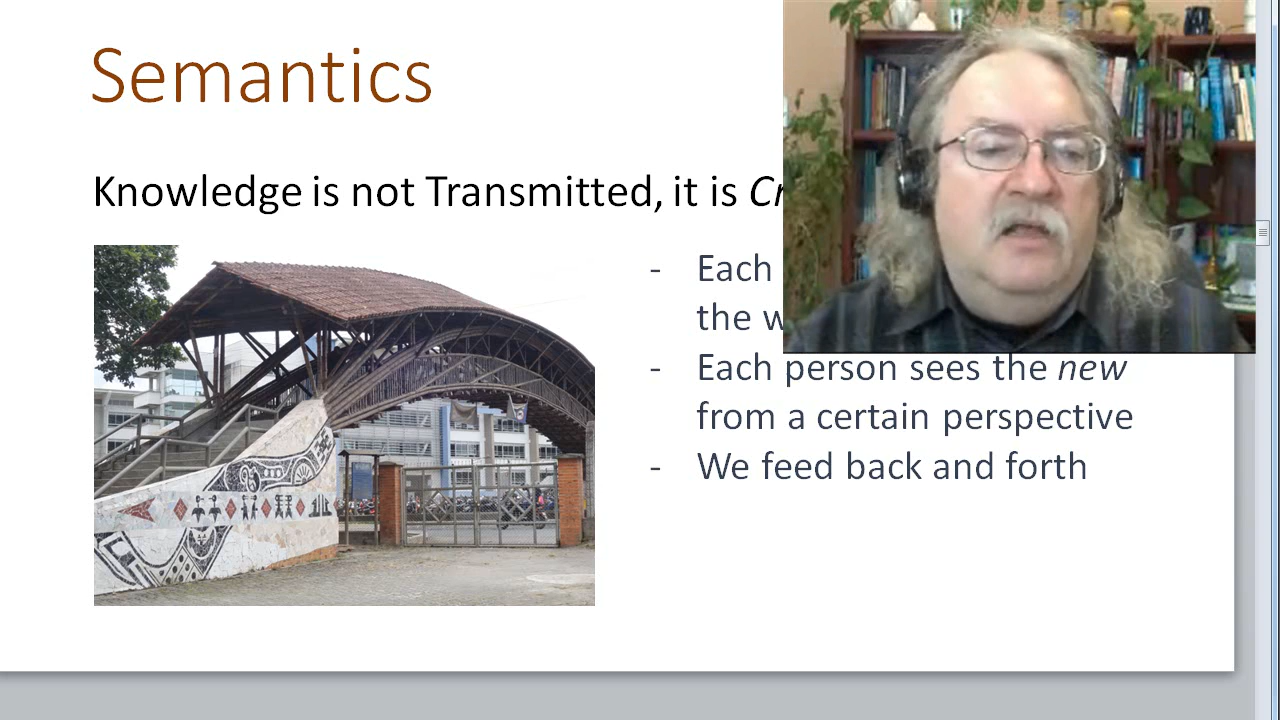 Semantics
Knowledge is not Transmitted, it is
- Each
the
- Each person sees the new
from a certain perspective
- We feed back and forth